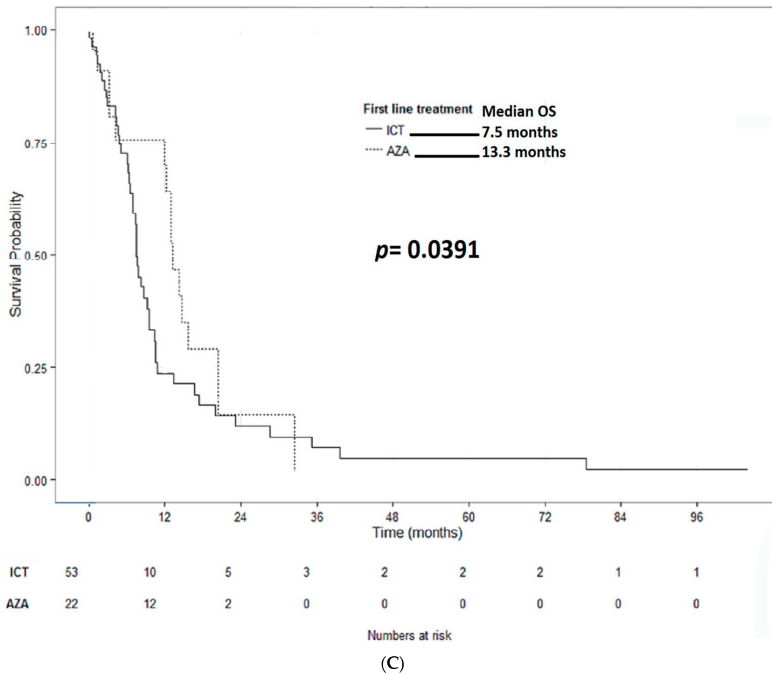 1.00
0.75
0.50
0.25
0.00
Survival Probability
First line treatment Median OS
ICT 7.5 months
AZA 13.3 months
p= 0.0391
0 12 24 36 48 60 72 84 96
Time (months)
ICT 53 10 5 3 2 2 2 1 1
AZA 22 12 2 0 0 0 0 0 0
Numbers at risk
(C)